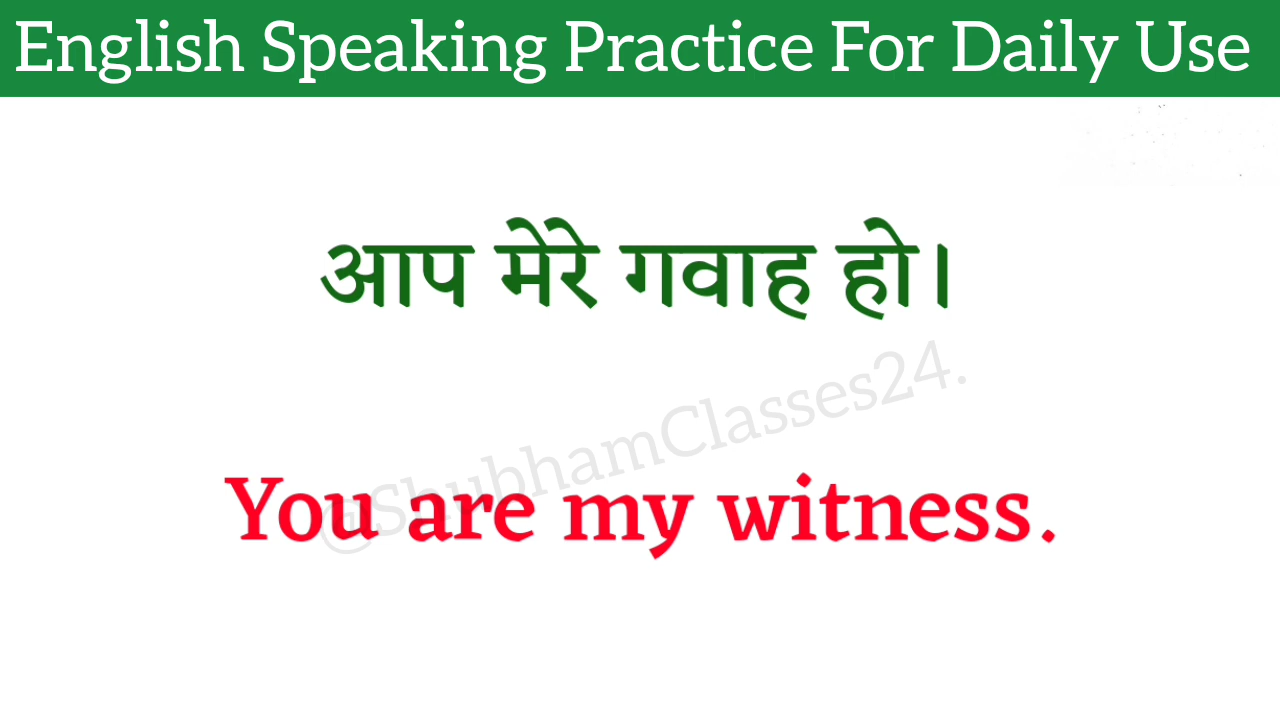 English Speaking Practice For Daily Use
आप मेरे गवाह हो।
@ShubhamClasses24.
You are my witness.